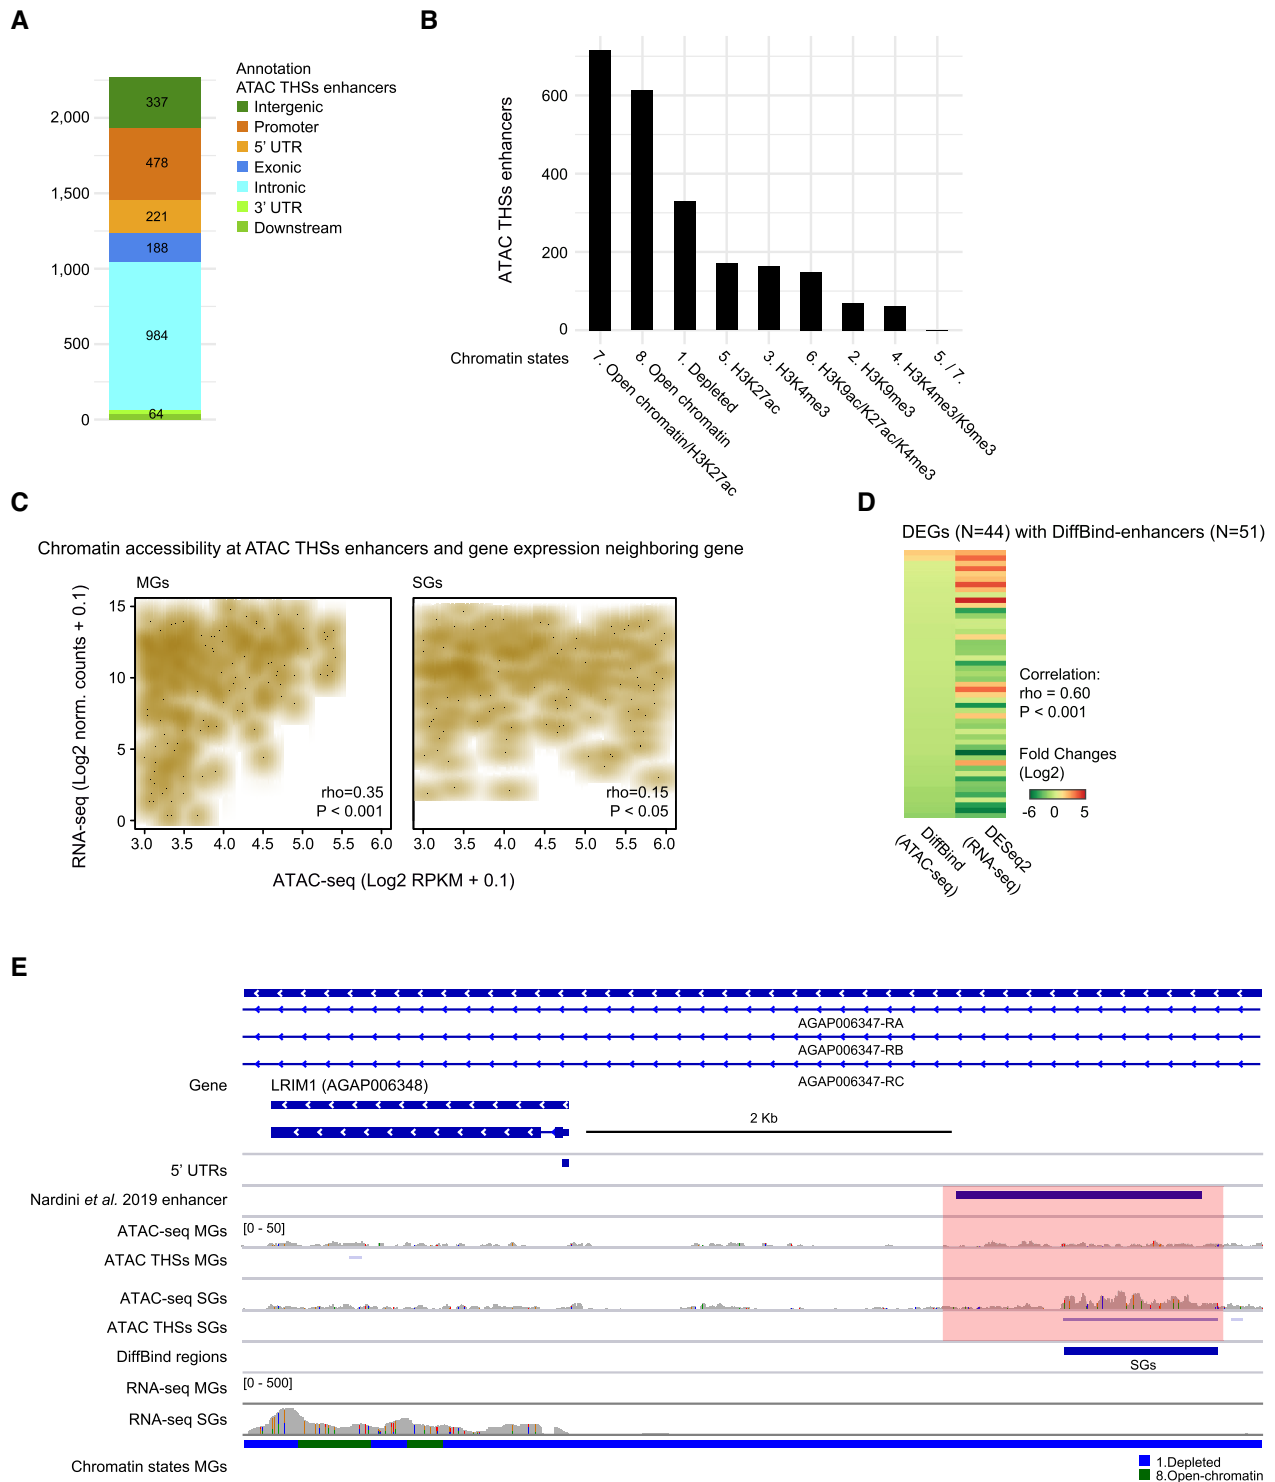 A
Annotation
ATAC THSs enhancers
Intergenic
Promoter
5' UTR
Exonic
Intronic
3' UTR
Downstream
2,000
1,500
1,000
500
0
337
478
221
188
984
64
B
ATAC THSs enhancers
600
400
200
0
Chromatin states
7. Open chromatin/H3K27ac
8. Open chromatin
1. Depleted
5. H3K27ac
3. H3K4me3
6. H3K9ac/K27ac/K4me3
2. H3K9me3
4. H3K4me3/K9me3
5. / 7.
C
Chromatin accessibility at ATAC THSs enhancers and gene expression neighboring gene
MGs
SGs
RNA-seq (Log2 norm. counts + 0.1)
15
10
5
0
rho=0.35
P < 0.001
rho=0.15
P < 0.05
3.0 3.5 4.0 4.5 5.0 5.5 6.0
3.0 3.5 4.0 4.5 5.0 5.5 6.0
ATAC-seq (Log2 RPKM + 0.1)
D
DEGs (N=44) with DiffBind-enhancers (N=51)
Correlation:
rho = 0.60
P < 0.001
Fold Changes
(Log2)
-6 0 5
DiffBind
(ATAC-seq)
DESeq2
(RNA-seq)
E
AGAP006347-RA
AGAP006347-RB
AGAP006347-RC
Gene
LRIM1 (AGAP006348)
2 Kb
5' UTRs
Nardini et al. 2019 enhancer
ATAC-seq MGs
[0 - 50]
ATAC THSs MGs
ATAC-seq SGs
ATAC THSs SGs
DiffBind regions
SGs
RNA-seq MGs
[0 - 500]
RNA-seq SGs
Chromatin states MGs
1.Depleted
8.Open-chromatin